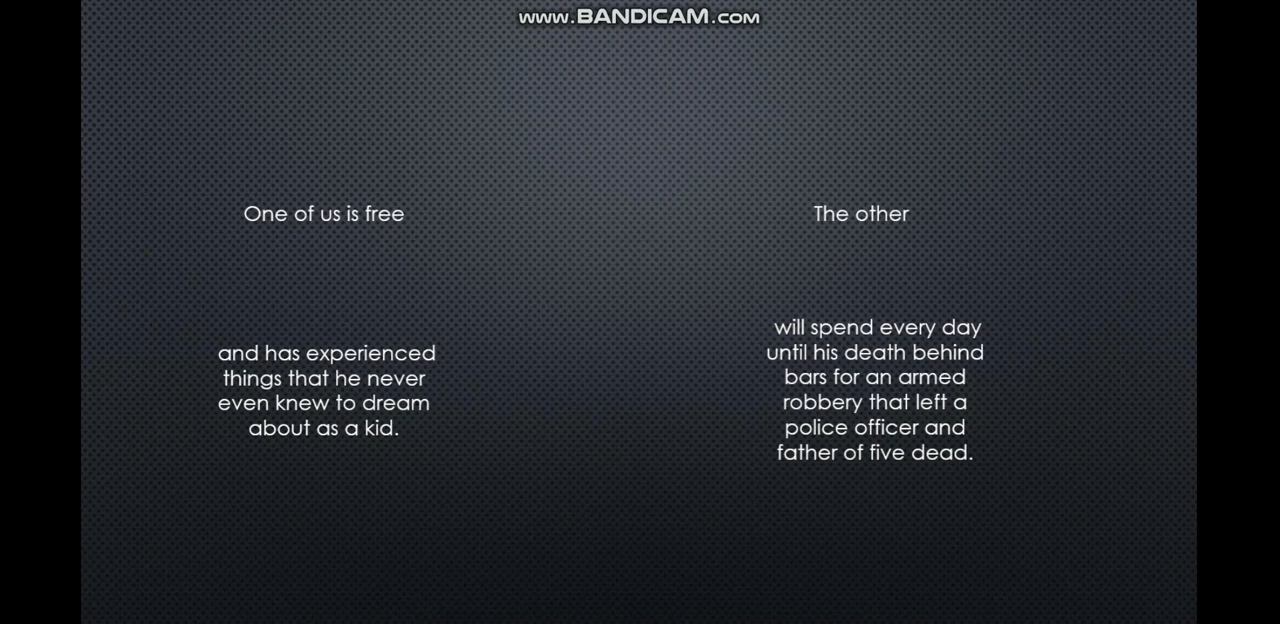 www.BANDICAM.com
One of us is free
and has experienced
things that he never
even knew to dream
about as a kid.
The other
will spend every day
until his death behind
bars for an armed
robbery that left a
police officer and
father of five dead.